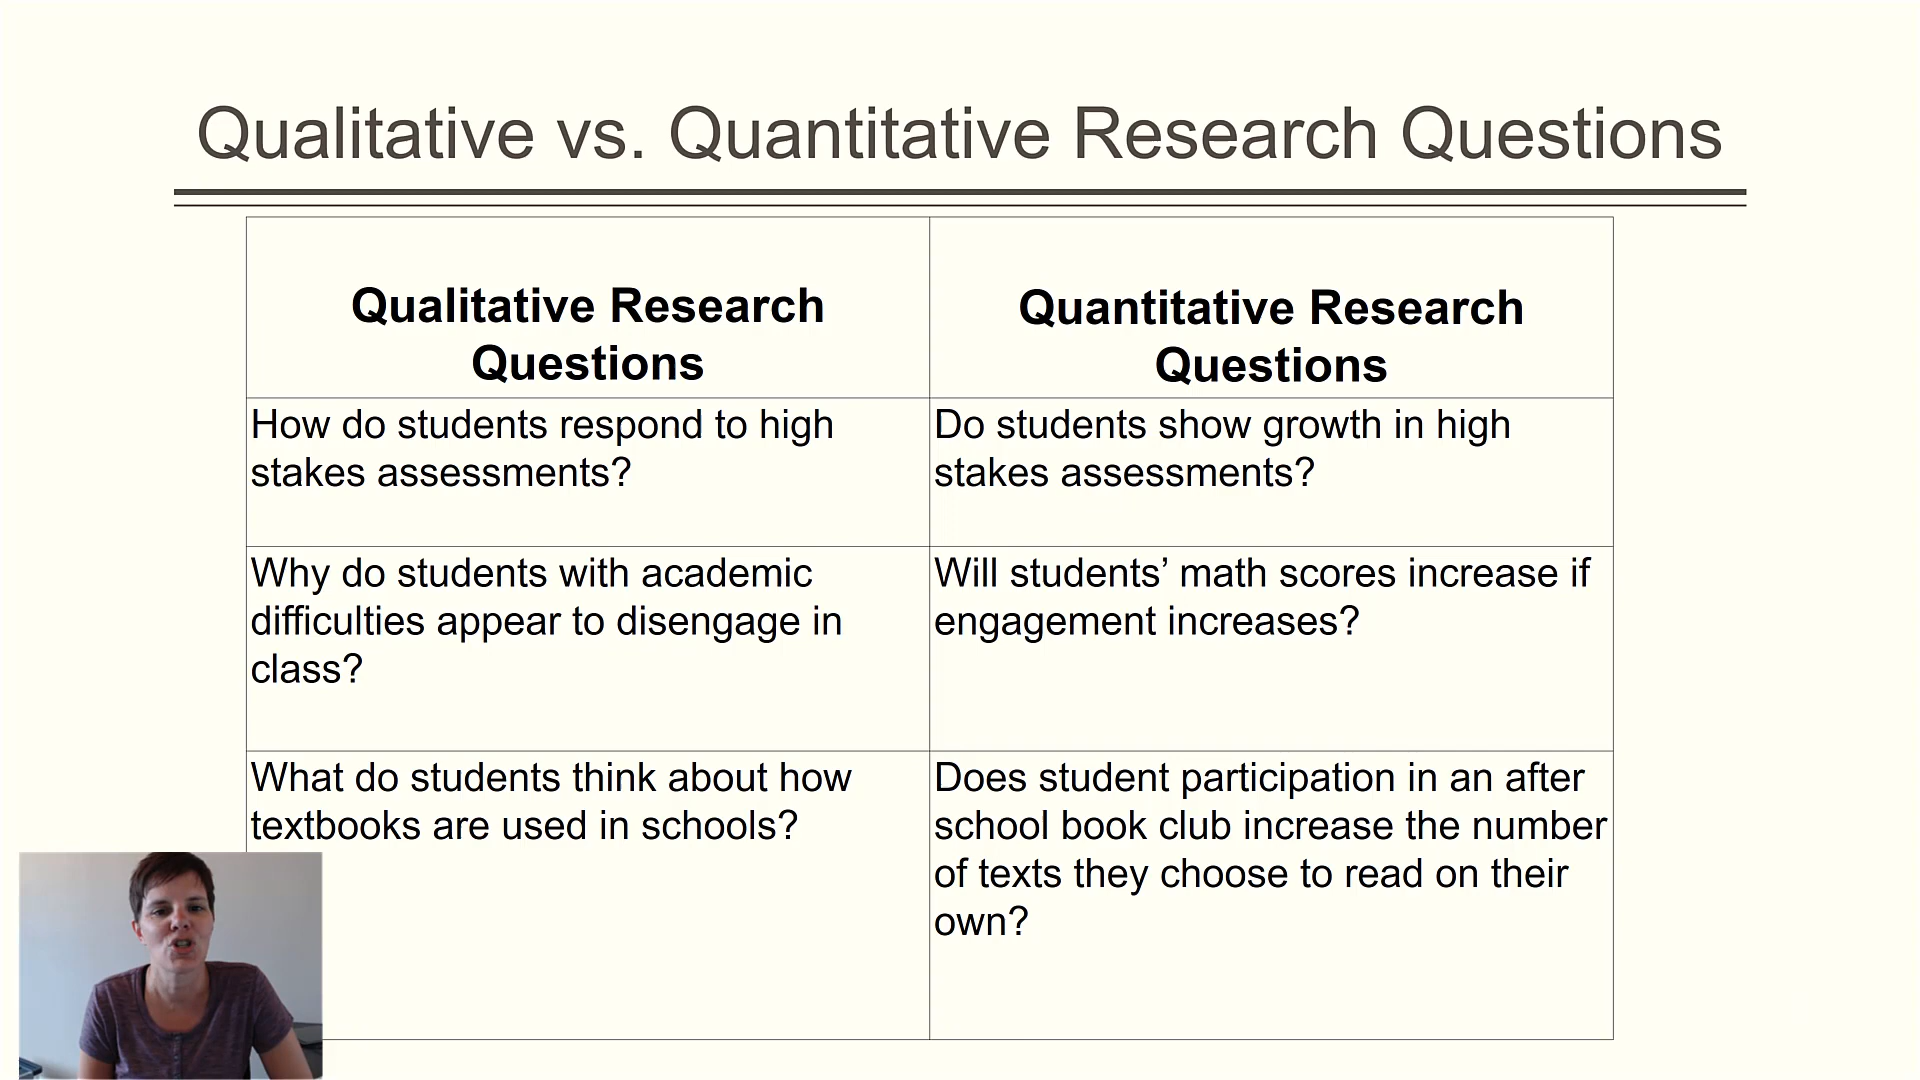 Qualitative vs. Quantitative Research Questions
Qualitative Research
Questions
Quantitative Research
Questions
How do students respond to high
stakes assessments?
Do students show growth in high
stakes assessments?
Why do students with academic
difficulties appear to disengage in
class?
Will students’ math scores increase if
engagement increases?
What do students think about how
textbooks are used in schools?
Does student participation in an after
school book club increase the number
of texts they choose to read on their
own?